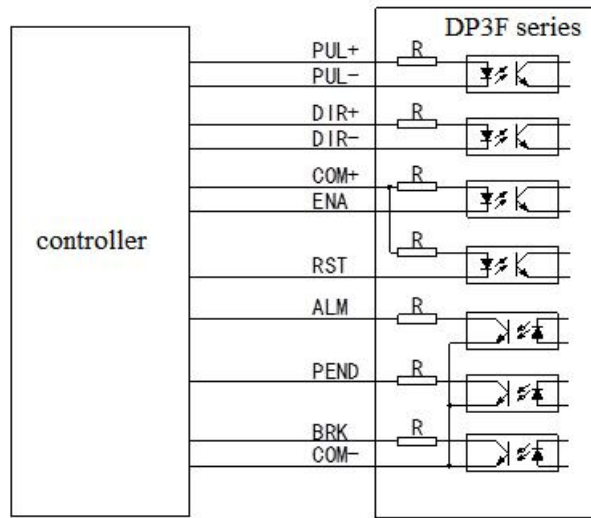 DP3F series
PUL+
R
PUL-
DIR+
R
DIR-
COM+
R
ENA
controller
R
RST
ALM
R
PEND
R
BRK
R
COM-